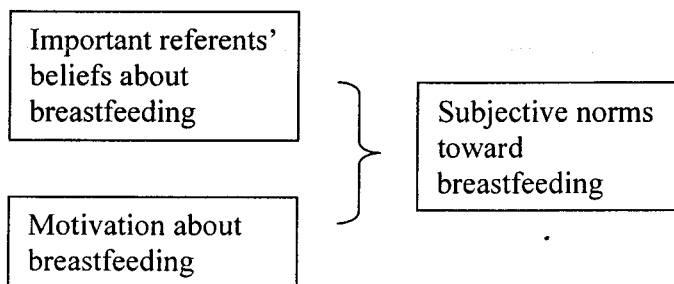 Important referents'
beliefs about
breastfeeding
Subjective norms
toward
breastfeeding
Motivation about
breastfeeding